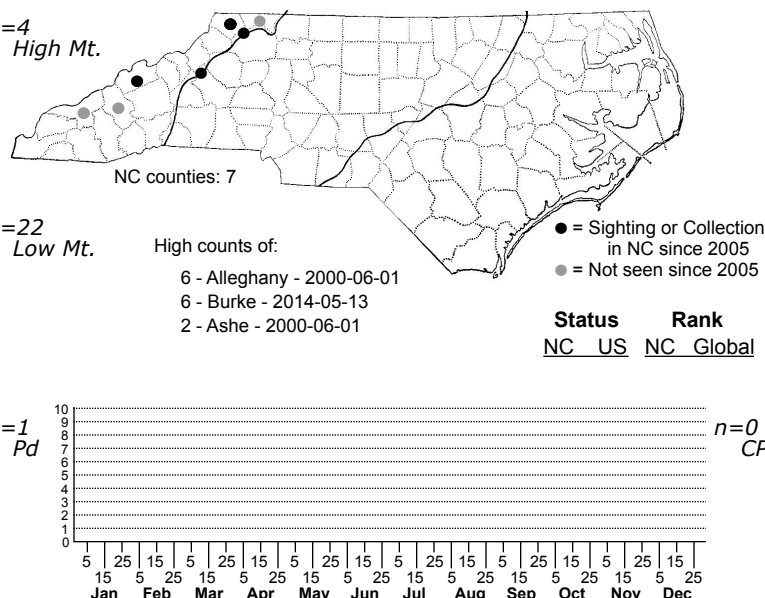 =4
High Mt.
NC counties: 7
=22
Low Mt.
High counts of:
6 - Alleghany - 2000-06-01
6 - Burke - 2014-05-13
2 - Ashe - 2000-06-01
= Sighting or Collection
in NC since 2005
= Not seen since 2005
Status Rank
NC US NC Global
=1
Pd
n=0
CP
10
9
8
7
6
5
4
3
2
1
0
5 25 15 5 25 15 5 25 15 5 25 15 5 25 15 5 25 15
15 5 25 15 5 25 15 5 25 15 5 25 15 5 25 15 5 25
Jan Feb Mar Apr May Jun Jul Aug Sep Oct Nov Dec